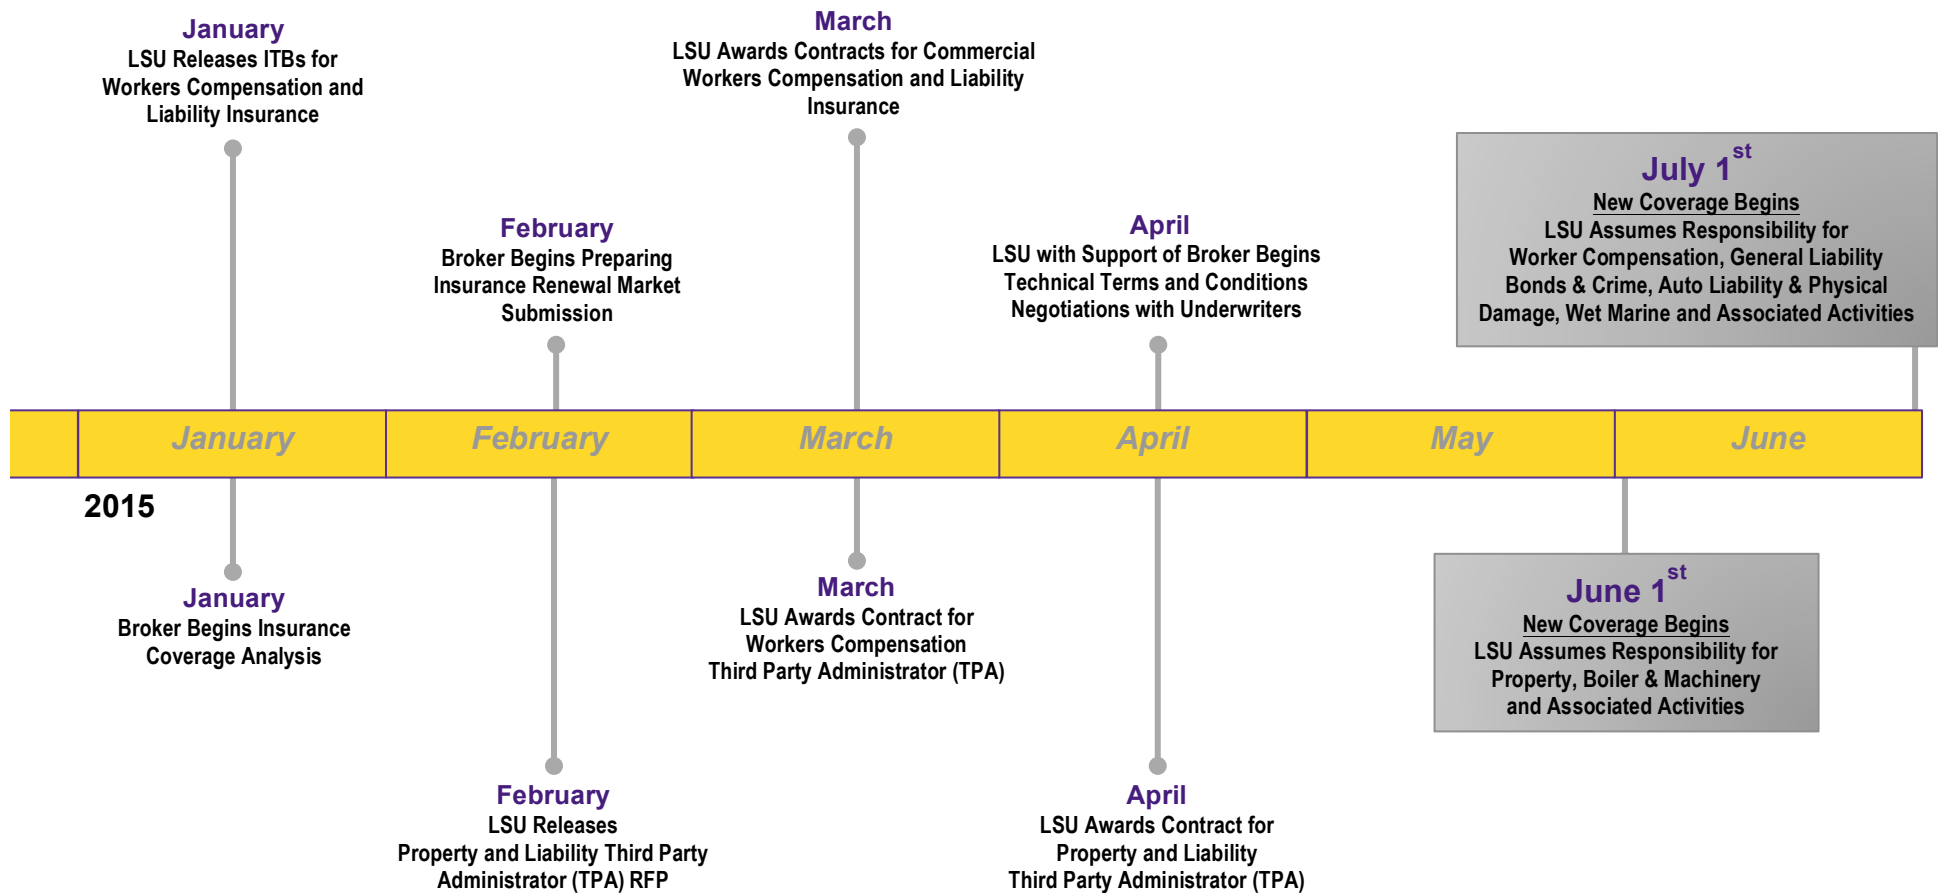 January
LSU Releases ITBs for
Workers Compensation and
Liability Insurance
February
Broker Begins Preparing
Insurance Renewal Market
Submission
March
LSU Awards Contracts for Commercial
Workers Compensation and Liability
Insurance
April
LSU with Support of Broker Begins
Technical Terms and Conditions
Negotiations with Underwriters
July 1st
New Coverage Begins
LSU Assumes Responsibility for
Worker Compensation, General Liability
Bonds & Crime, Auto Liability & Physical
Damage, Wet Marine and Associated Activities
January February March April May June
2015
January
Broker Begins Insurance
Coverage Analysis
February
LSU Releases
Property and Liability Third Party
Administrator (TPA) RFP
March
LSU Awards Contract for
Workers Compensation
Third Party Administrator (TPA)
April
LSU Awards Contract for
Property and Liability
Third Party Administrator (TPA)
June 1st
New Coverage Begins
LSU Assumes Responsibility for
Property, Boiler & Machinery
and Associated Activities